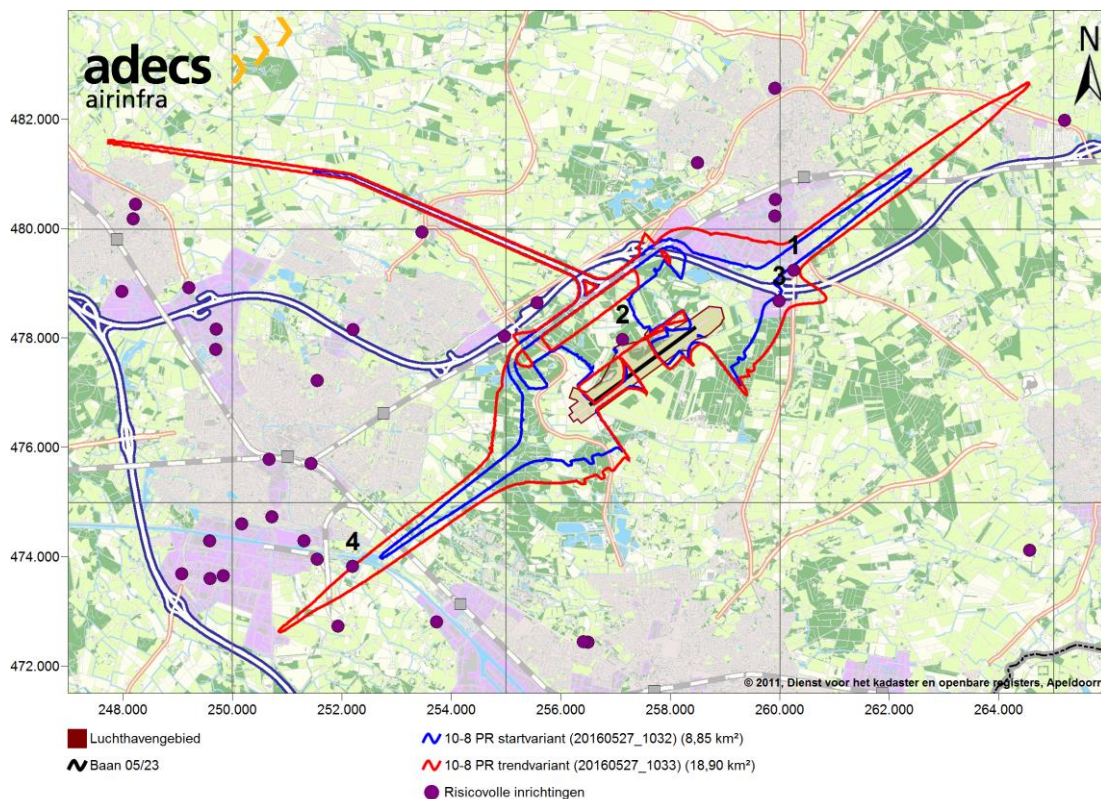 adecs
airinfra
N
482.000
480.000
478.000
476.000
474.000
472.000
1
3
2
4
© 2011, Dienst voor het kadaster en openbare registers, Apeldoorn
248.000 250.000 252.000 254.000 256.000 258.000 260.000 262.000 264.000
Luchthavengebied
Baan 05/23
10-8 PR startvariant (20160527_1032) (8,85 km²)
10-8 PR trendvariant (20160527_1033) (18,90 km²)
Risicovolle inrichtingen